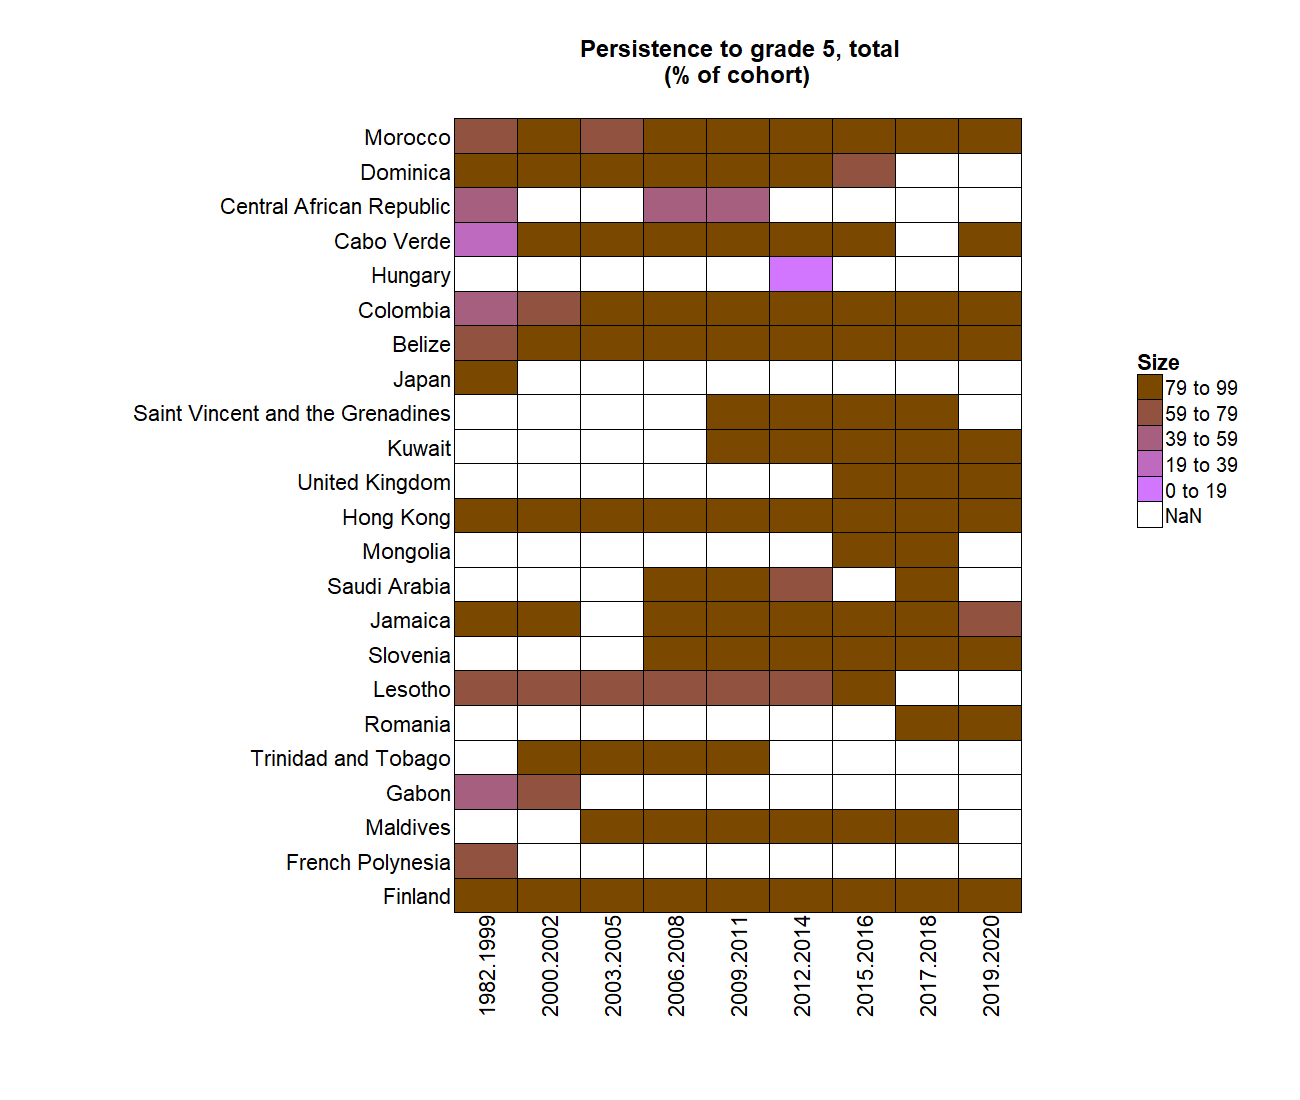 Persistence to grade 5, total
(% of cohort)
Morocco
Dominica
Central African Republic
Cabo Verde
Hungary
Colombia
Belize
Japan
Saint Vincent and the Grenadines
Kuwait
United Kingdom
Hong Kong
Mongolia
Saudi Arabia
Jamaica
Slovenia
Lesotho
Romania
Trinidad and Tobago
Gabon
Maldives
French Polynesia
Finland
1982.1999
2000.2002
2003.2005
2006.2008
2009.2011
2012.2014
2015.2016
2017.2018
2019.2020
Size
79 to 99
59 to 79
39 to 59
19 to 39
0 to 19
NaN